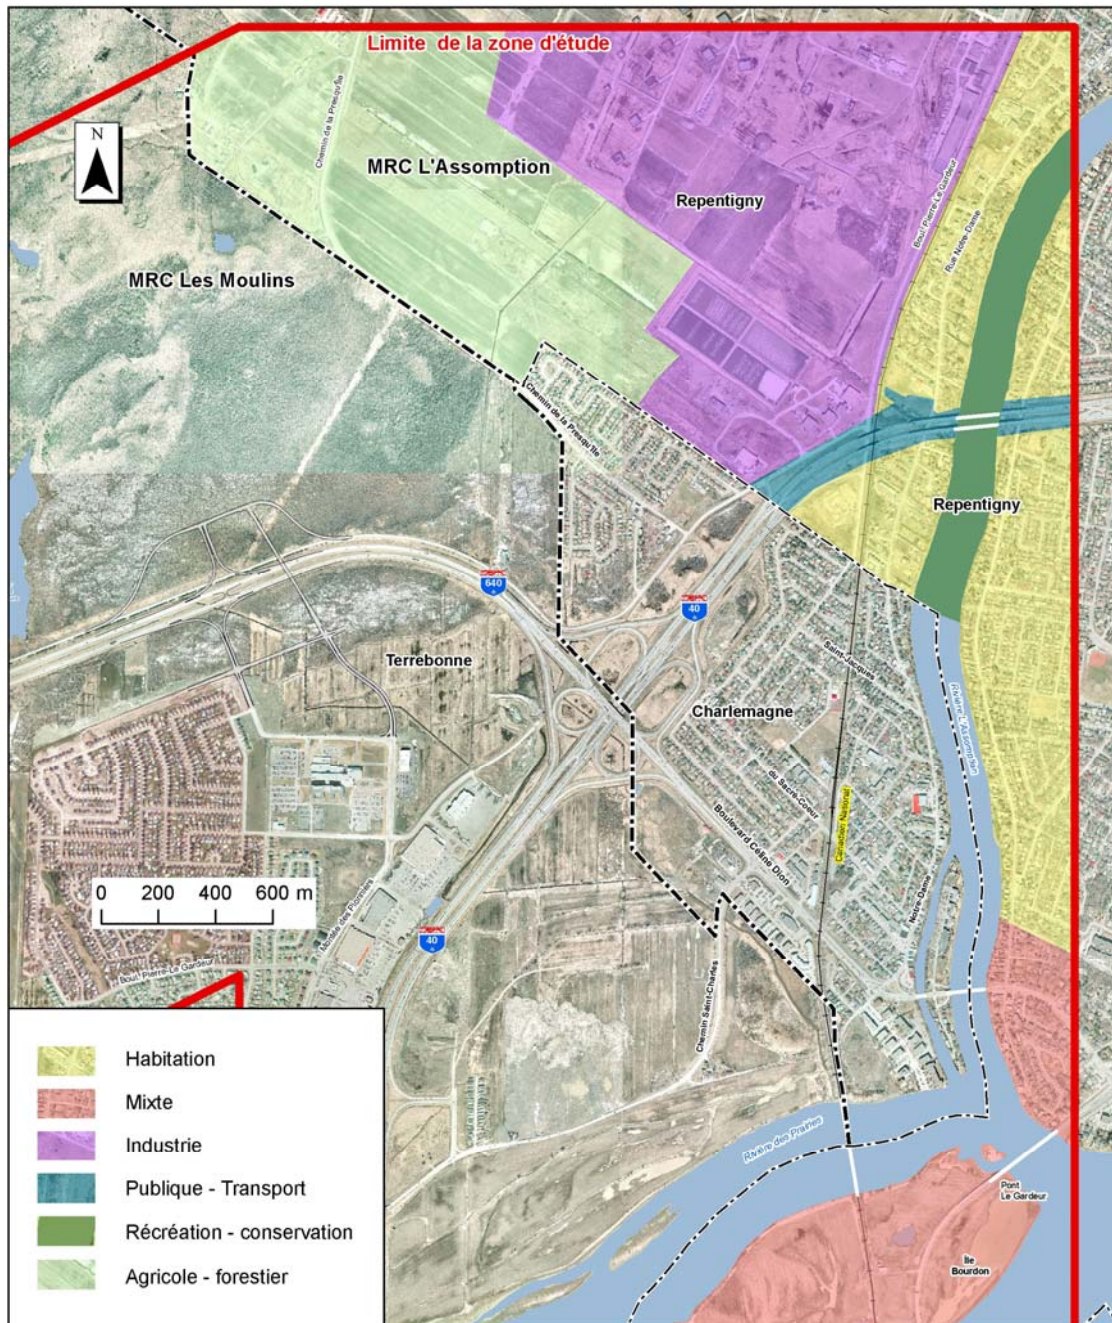 Limite de la zone d'étude
N
Chemin de la Presqu'île
MRC L'Assomption
Repentigny
Boul. Pierre-Le Gardeur
Rue Notre-Dame
MRC Les Moulins
Chemin de la Presqu'île
Repentigny
640
40
Terrebonne
Saint-Jacques
Charlemagne
Rivière L'Assomption
du Sacré-Coeur
Boulevard Céline Dion
Canadien National
0 200 400 600 m
Notre-Dame
Montée des Pionniers
40
Boul. Pierre-Le Gardeur
Chemin Saint-Charles
Rivière des Prairies
Pont
Le Gardeur
Île
Bourdon
Habitation
Mixte
Industrie
Publique - Transport
Récréation - conservation
Agricole - forestier